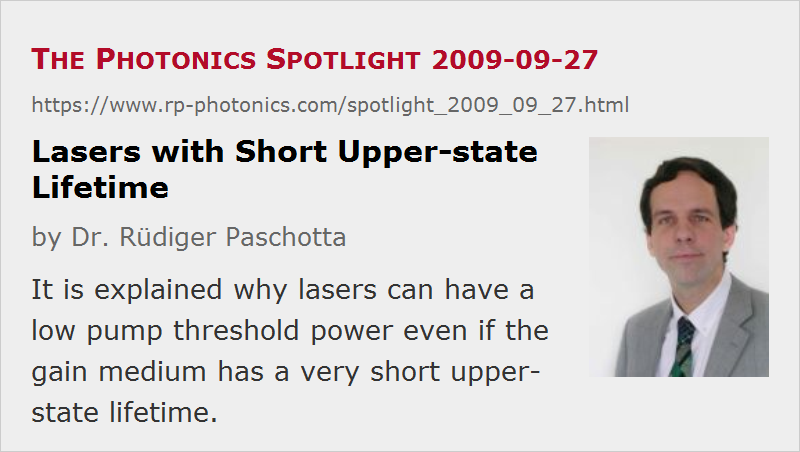 The Photonics Spotlight 2009-09-27
https://www.rp-photonics.com/spotlight_2009_09_27.html
Lasers with Short Upper-state
Lifetime
by Dr. Rüdiger Paschotta
It is explained why lasers can have a
low pump threshold power even if the
gain medium has a very short upper-
state lifetime.